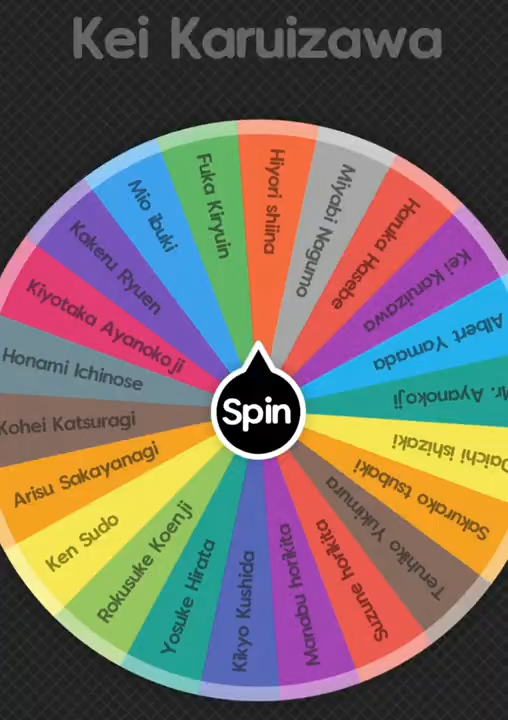 Kei Karuizawa
Hiyori shiina
Miyabi Nagumo
Haruka Hasebe
Kei Karuizawa
Albert Yamada
Mr. Ayanokoji
Daichi ishizaki
Sakurako tsubaki
Teruhiko Yukimura
Suzune horikita
Manabu horikita
Kikyo Kushida
Yosuke Hirata
Rokusuke Koenji
Ken Sudo
Arisu Sakayanagi
Kohei Katsuragi
Honami Ichinose
Kiyotaka Ayanokoji
Kakeru Ryuen
Mio ibuki
Fuka Kiryuin
Spin